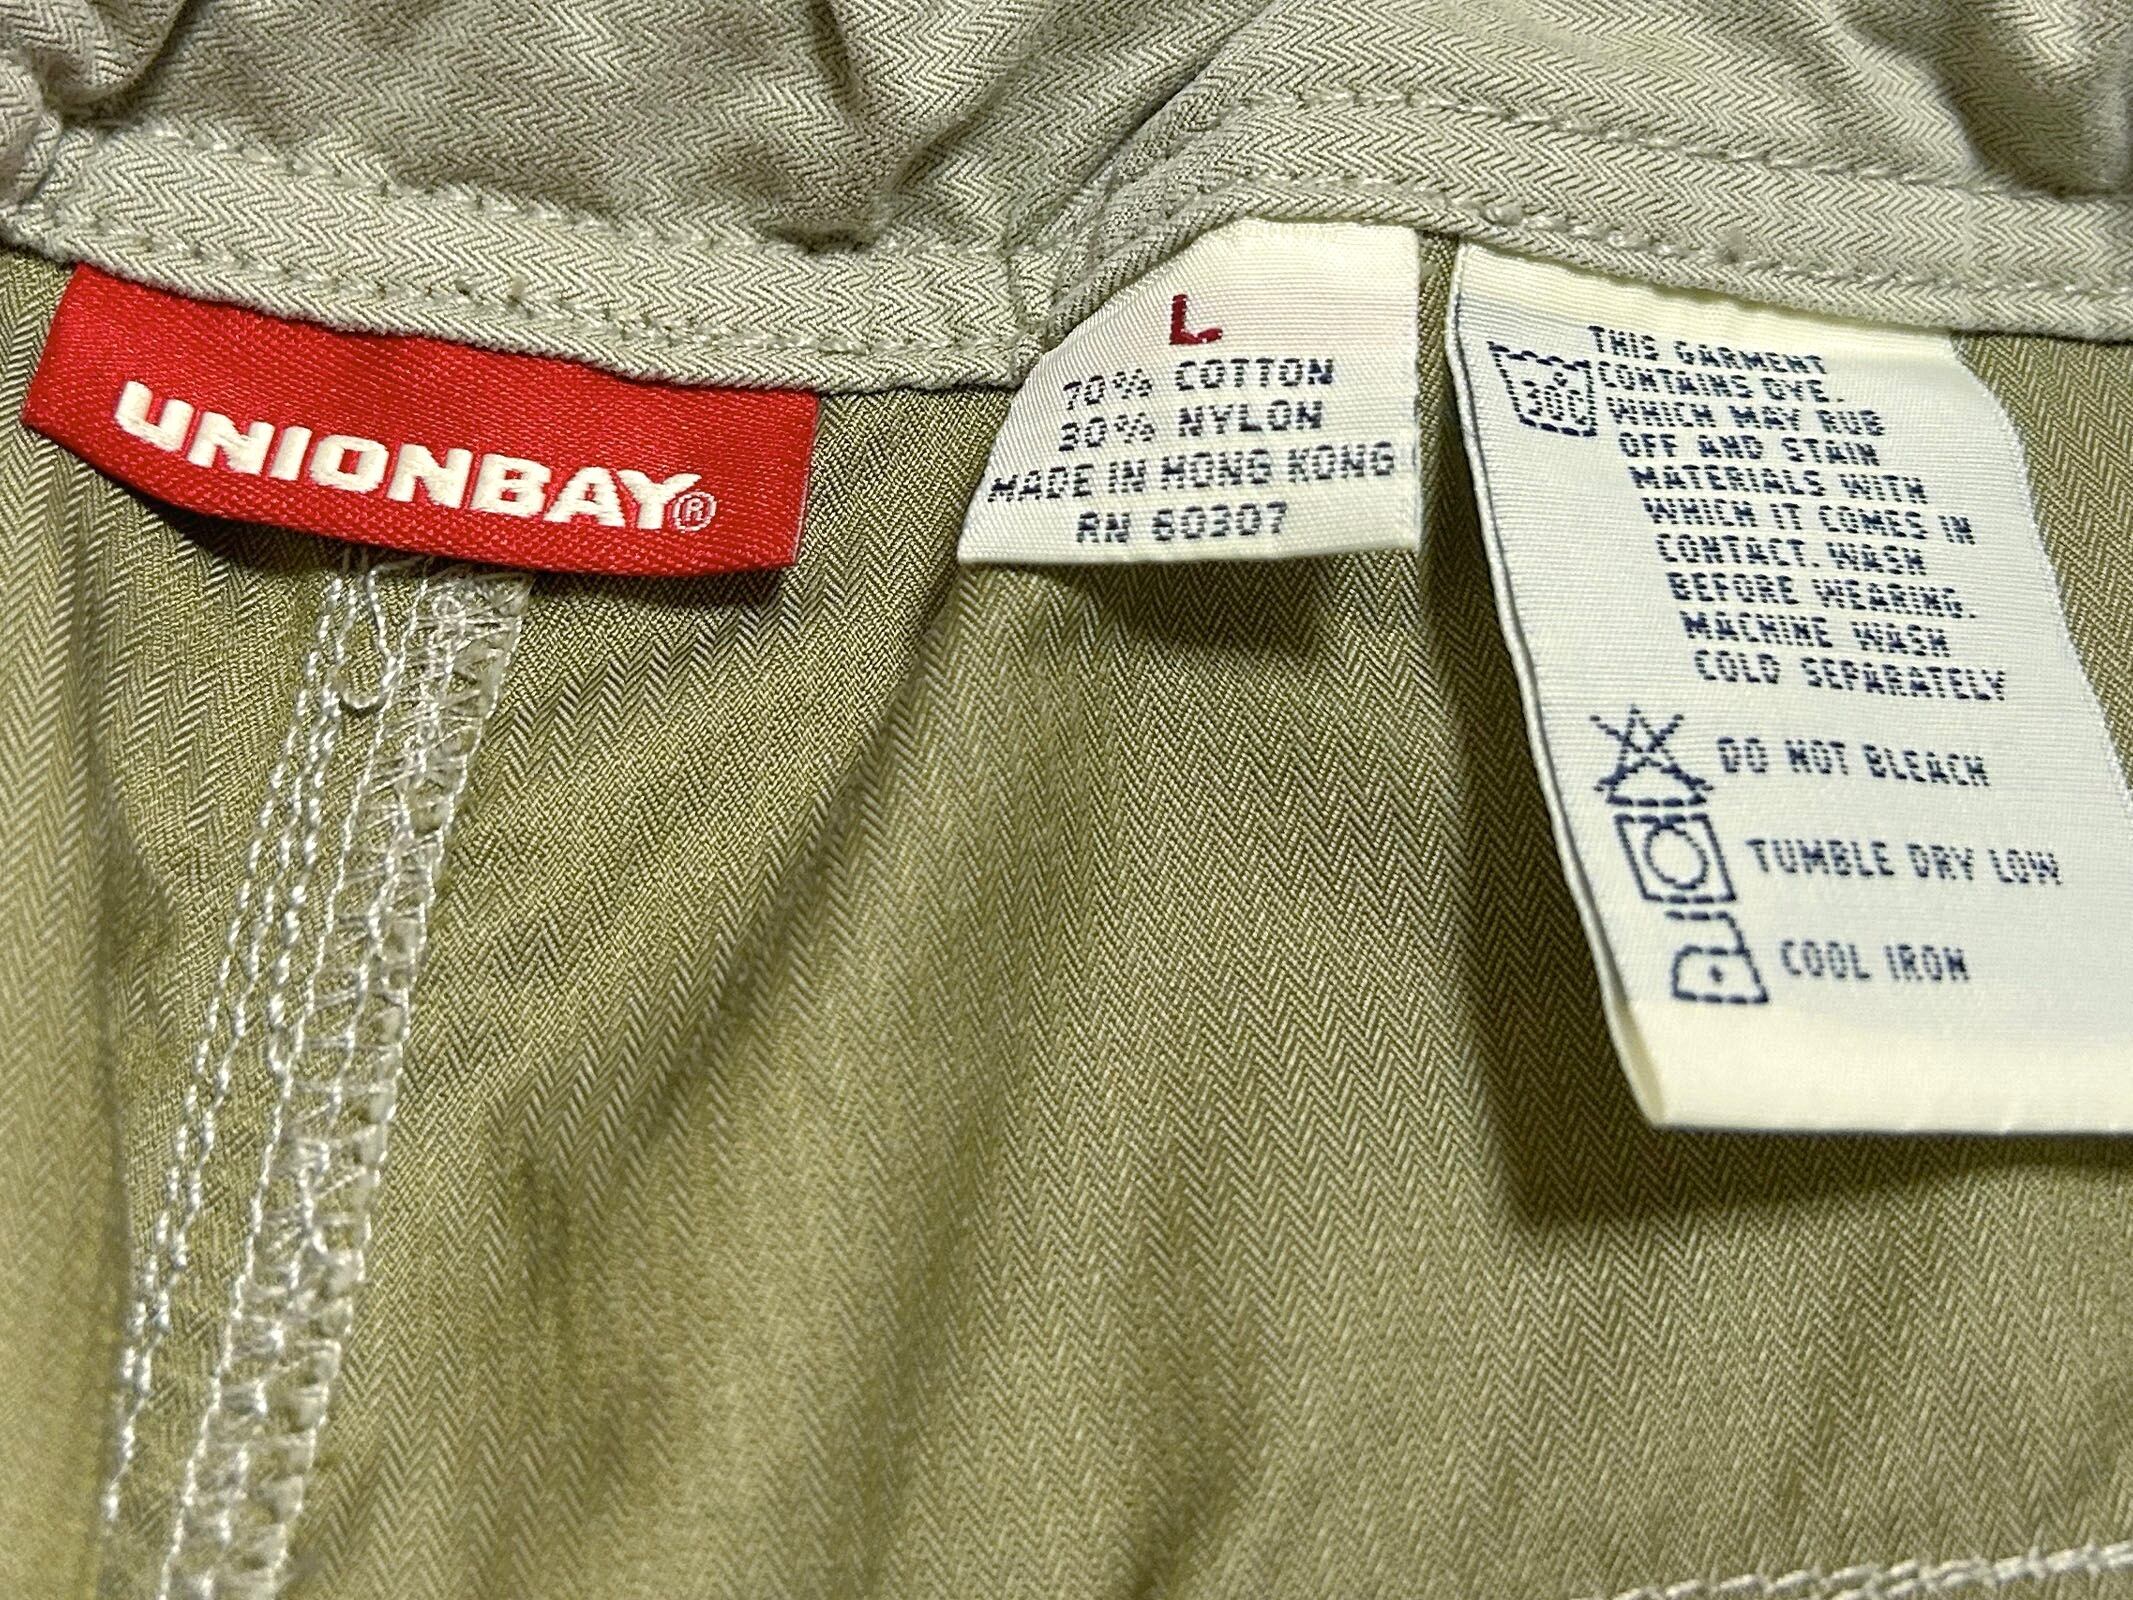 UNIONBAY®
L
70% COTTON
30% NYLON
MADE IN HONG KONG
RN 60307
30C
THIS GARMENT
CONTAINS DYE.
WHICH MAY RUB
OFF AND STAIN
MATERIALS WITH
WHICH IT COMES IN
CONTACT. WASH
BEFORE WEARING.
MACHINE WASH
COLD SEPARATELY
DO NOT BLEACH
TUMBLE DRY LOW
COOL IRON